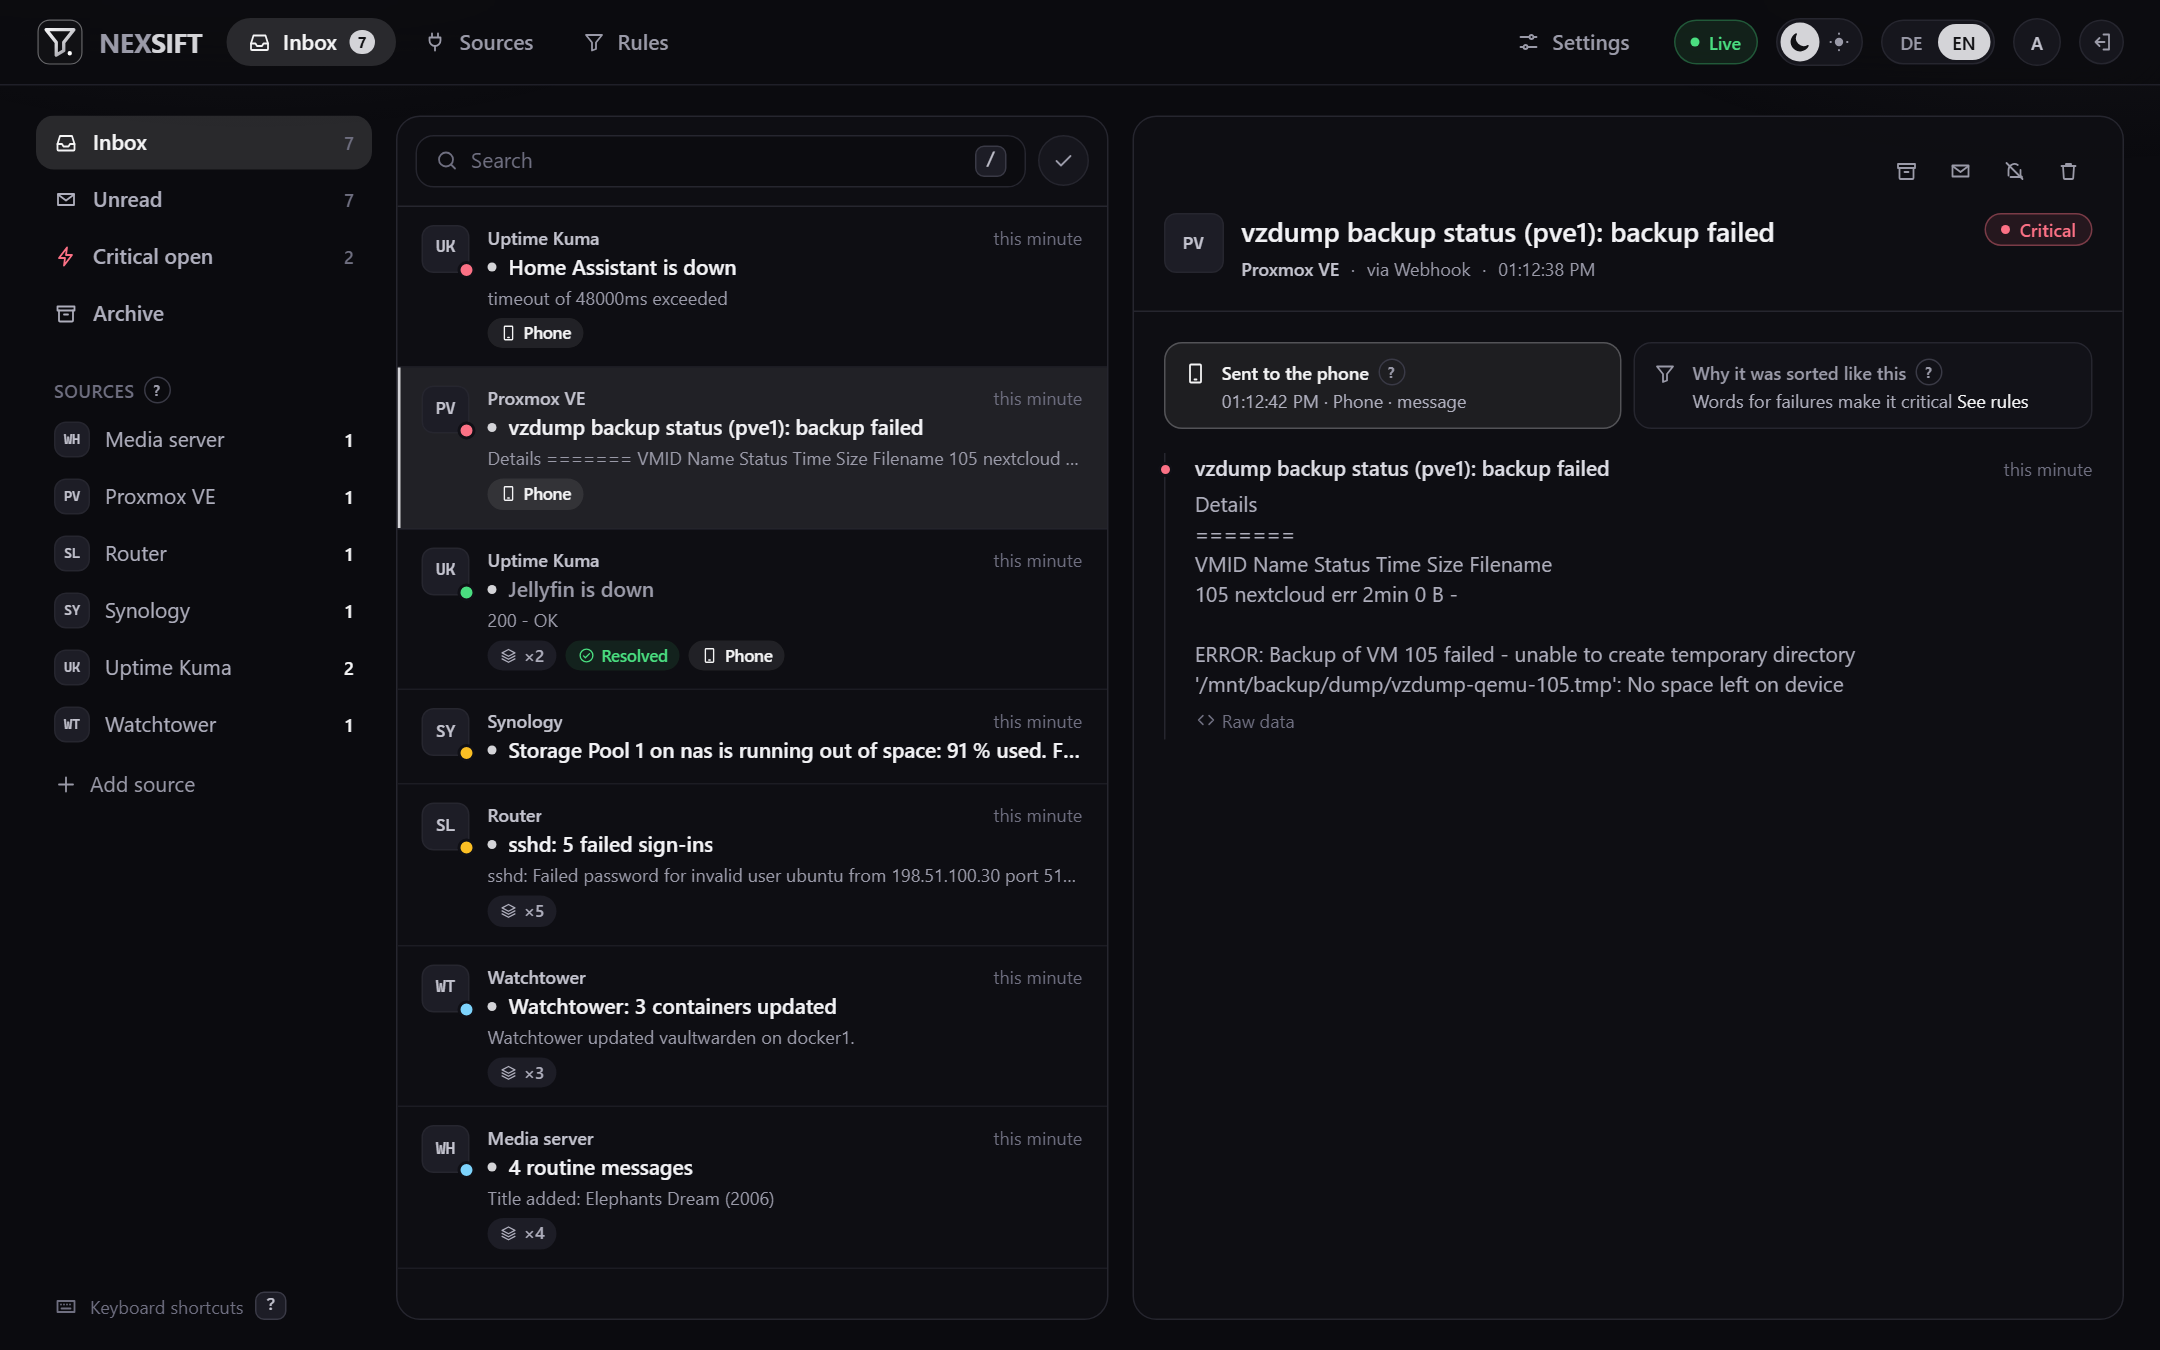 NEXSIFT
Inbox 7
Sources
Rules
Settings
Live
DE EN
A
Inbox 7
Unread 7
Critical open 2
Archive
SOURCES ?
WH Media server 1
PV Proxmox VE 1
SL Router 1
SY Synology 1
UK Uptime Kuma 2
WT Watchtower 1
Add source
Keyboard shortcuts ?
Search /
UK Uptime Kuma this minute
Home Assistant is down
timeout of 48000ms exceeded
Phone
PV Proxmox VE this minute
vzdump backup status (pve1): backup failed
Details ======= VMID Name Status Time Size Filename 105 nextcloud ...
Phone
UK Uptime Kuma this minute
Jellyfin is down
200 - OK
×2 Resolved Phone
SY Synology this minute
Storage Pool 1 on nas is running out of space: 91 % used. F...
SL Router this minute
sshd: 5 failed sign-ins
sshd: Failed password for invalid user ubuntu from 198.51.100.30 port 51...
×5
WT Watchtower this minute
Watchtower: 3 containers updated
Watchtower updated vaultwarden on docker1.
×3
WH Media server this minute
4 routine messages
Title added: Elephants Dream (2006)
×4
PV vzdump backup status (pve1): backup failed Critical
Proxmox VE · via Webhook · 01:12:38 PM
Sent to the phone ?
01:12:42 PM · Phone · message
Why it was sorted like this ?
Words for failures make it critical See rules
vzdump backup status (pve1): backup failed this minute
Details
=======
VMID Name Status Time Size Filename
105 nextcloud err 2min 0 B -
ERROR: Backup of VM 105 failed - unable to create temporary directory
'/mnt/backup/dump/vzdump-qemu-105.tmp': No space left on device
Raw data